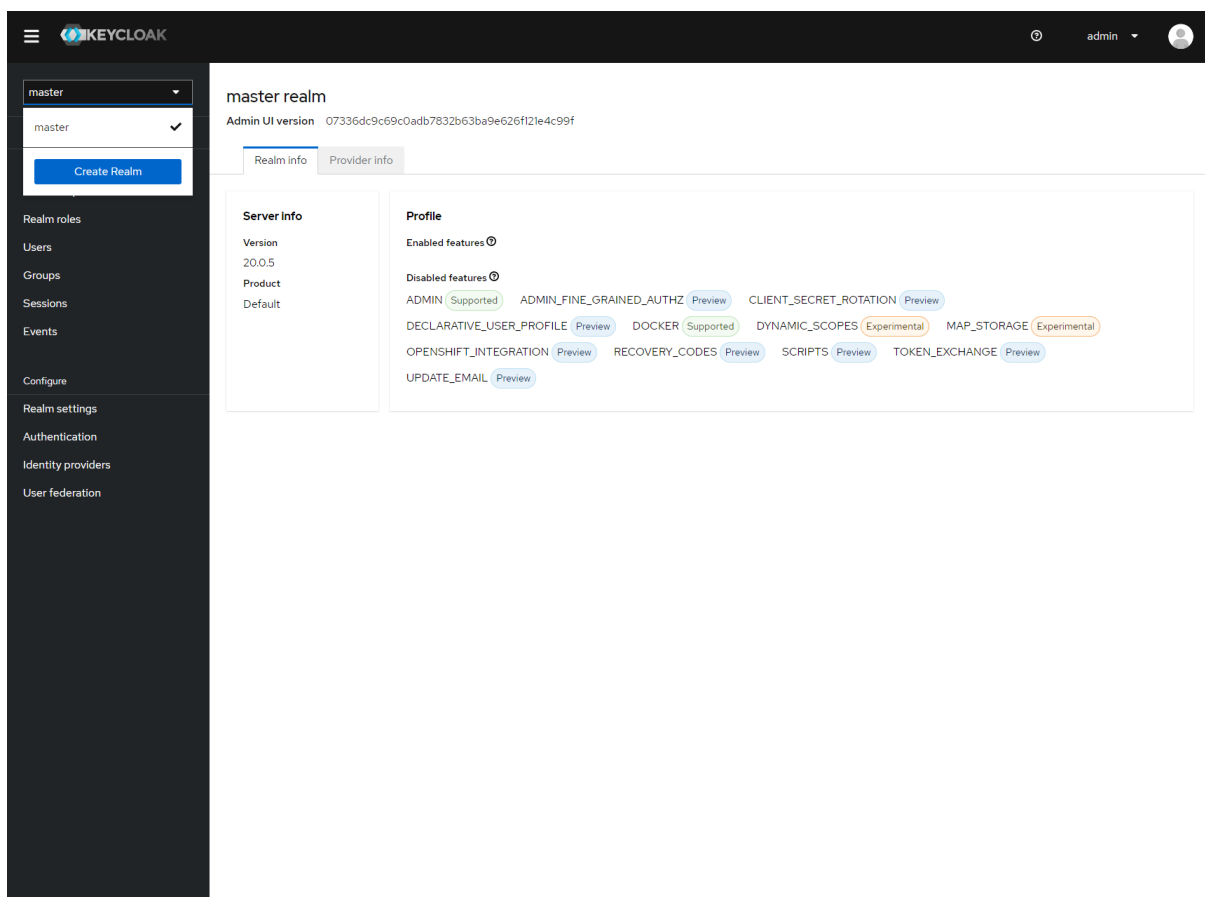 KEYCLOAK
admin
master
master
Create Realm
Realm roles
Users
Groups
Sessions
Events
Configure
Realm settings
Authentication
Identity providers
User federation
master realm
Admin UI version 07336dc9c69c0adb7832b63ba9e626f121e4c99f
Realm info Provider info
Server info
Version
20.0.5
Product
Default
Profile
Enabled features
Disabled features
ADMIN Supported ADMIN_FINE_GRAINED_AUTHZ Preview CLIENT_SECRET_ROTATION Preview
DECLARATIVE_USER_PROFILE Preview DOCKER Supported DYNAMIC_SCOPES Experimental MAP_STORAGE Experimental
OPENSHIFT_INTEGRATION Preview RECOVERY_CODES Preview SCRIPTS Preview TOKEN_EXCHANGE Preview
UPDATE_EMAIL Preview